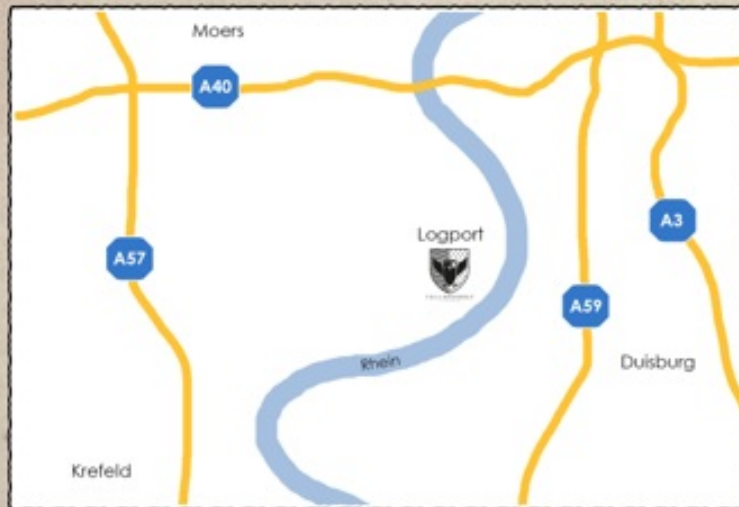 Moers
A40
A3
Logport
A57
A59
Rhein
Duisburg
Krefeld